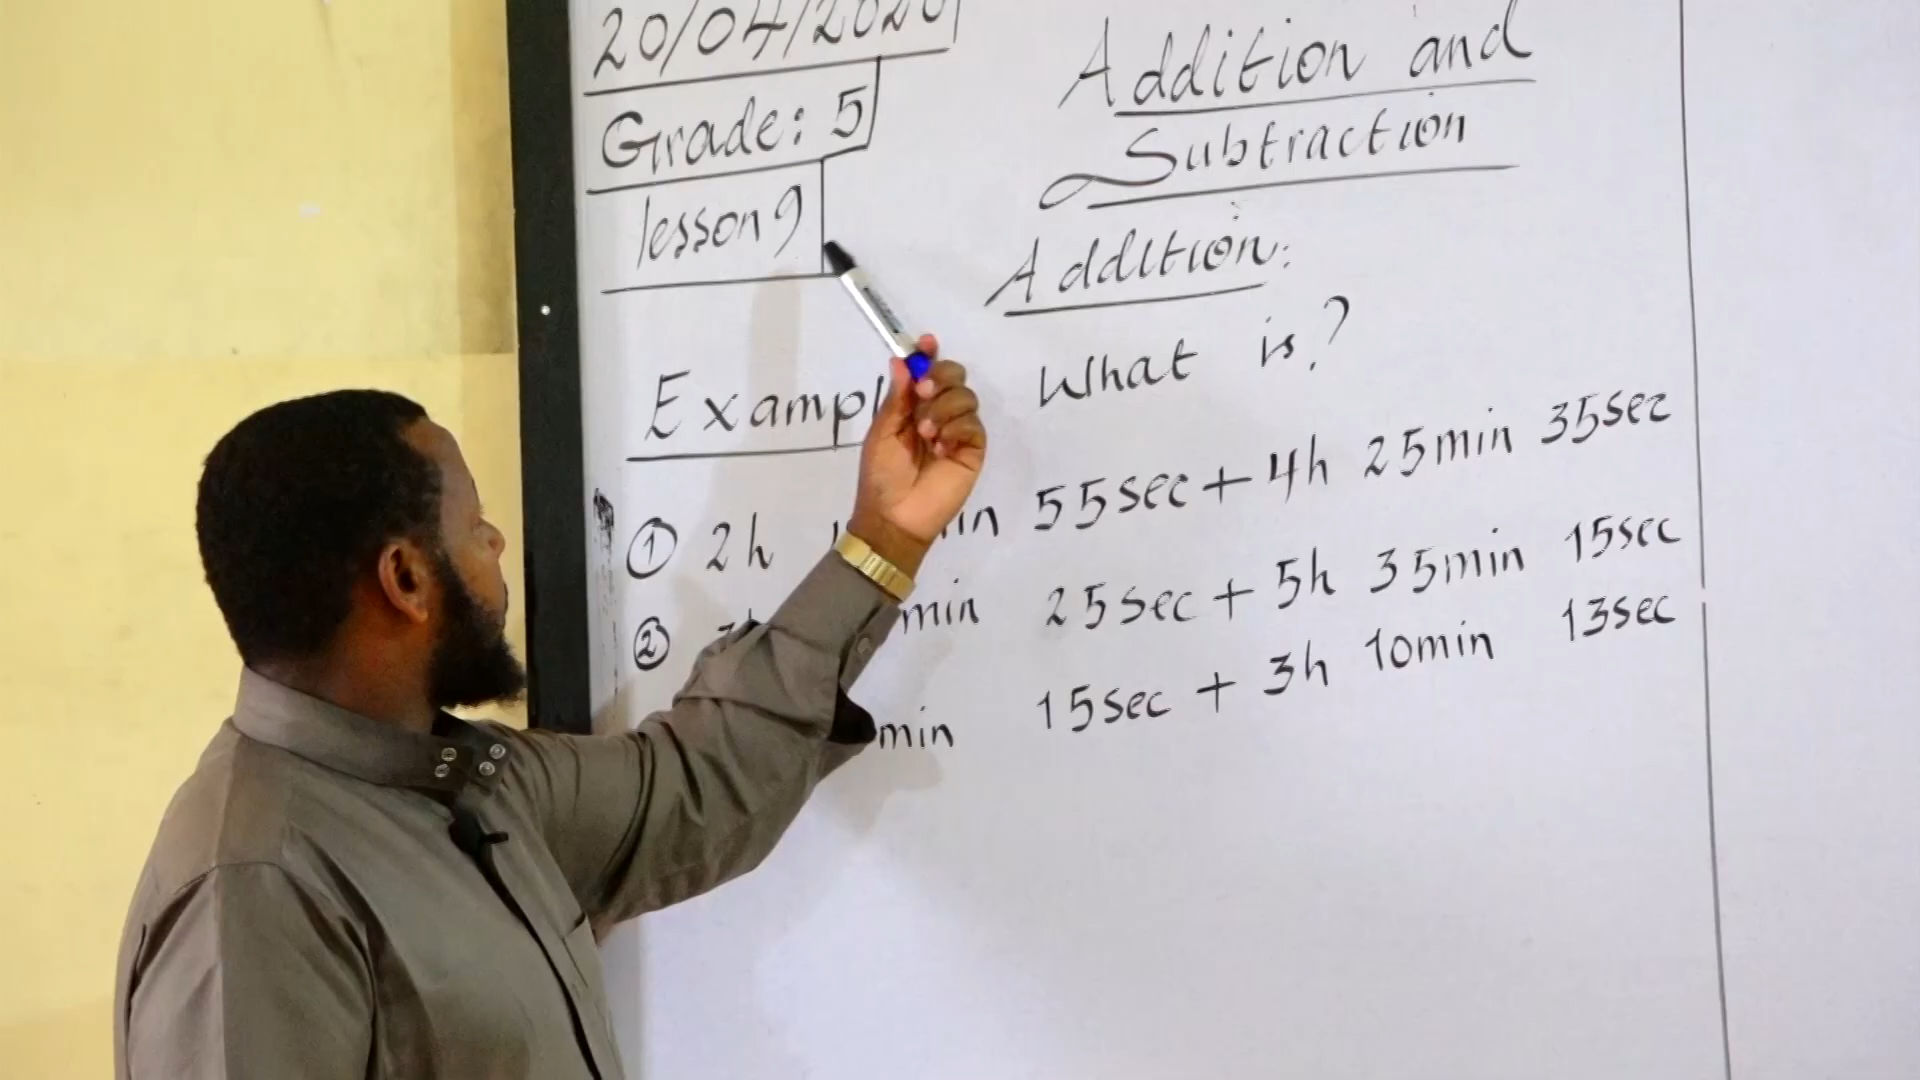 20/04/2020
Grade: 5
lesson 9
Addition and
Subtraction
Addition:
What is?
① 2h 55sec + 4h 25min 35sec
② min 25sec + 5h 35min 15sec
min 15sec + 3h 10min 13sec